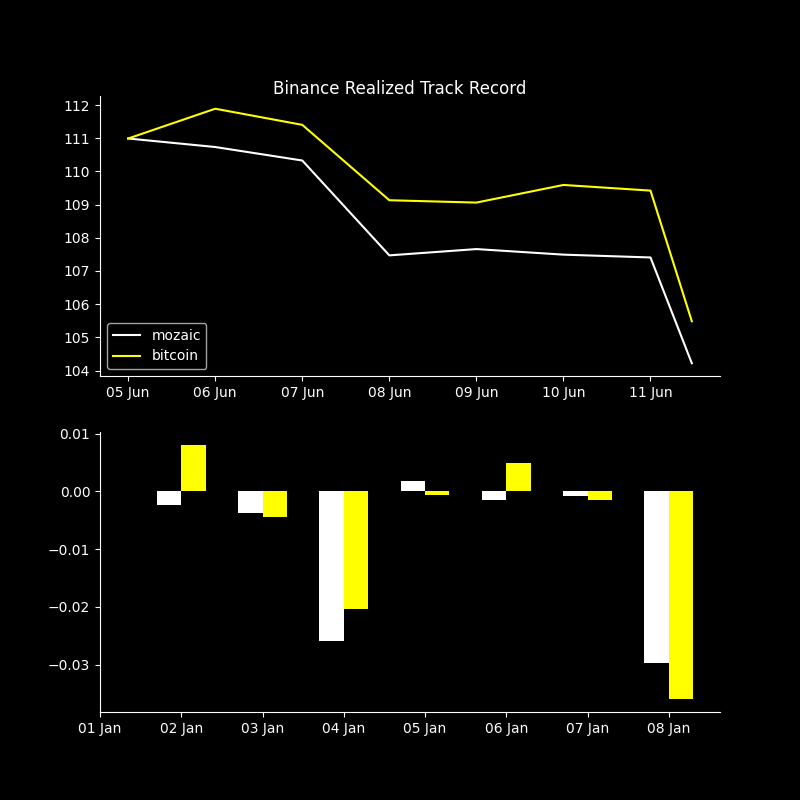 Binance Realized Track Record
112
111
110
109
108
107
106
105
104
mozaic
bitcoin
05 Jun 06 Jun 07 Jun 08 Jun 09 Jun 10 Jun 11 Jun
0.01
0.00
−0.01
−0.02
−0.03
01 Jan 02 Jan 03 Jan 04 Jan 05 Jan 06 Jan 07 Jan 08 Jan